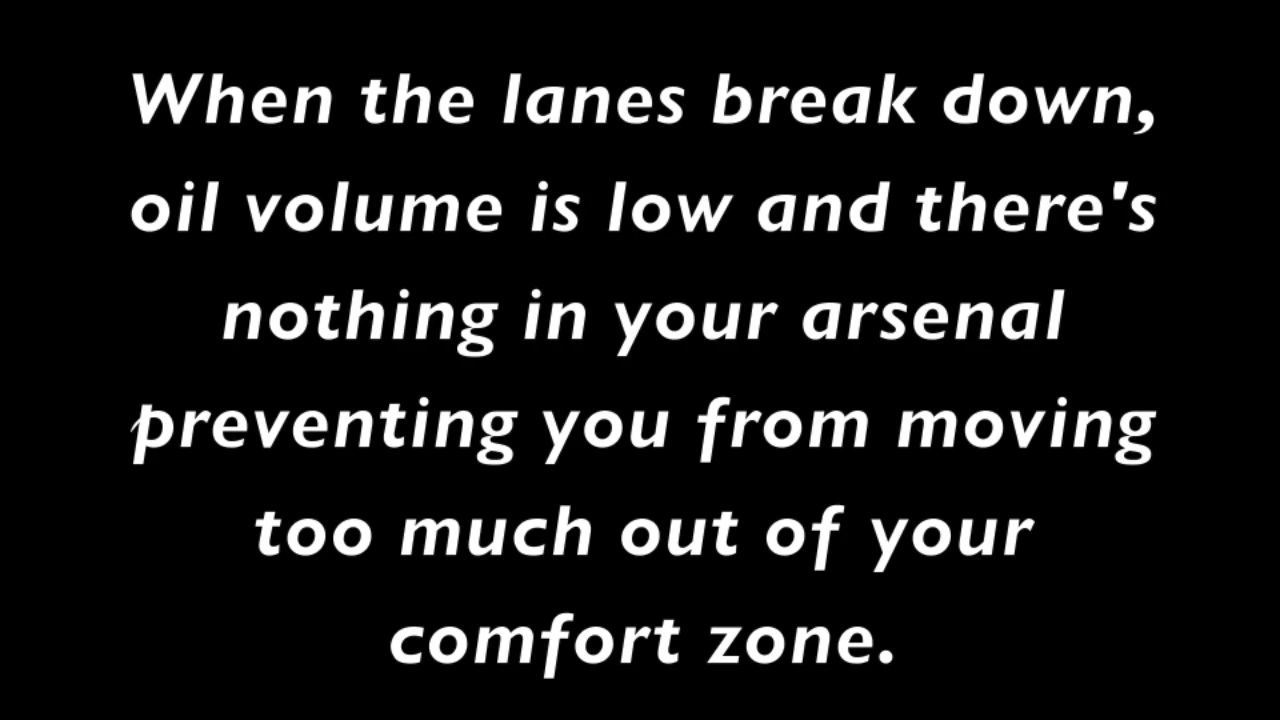 When the lanes break down,
oil volume is low and there's
nothing in your arsenal
preventing you from moving
too much out of your
comfort zone.